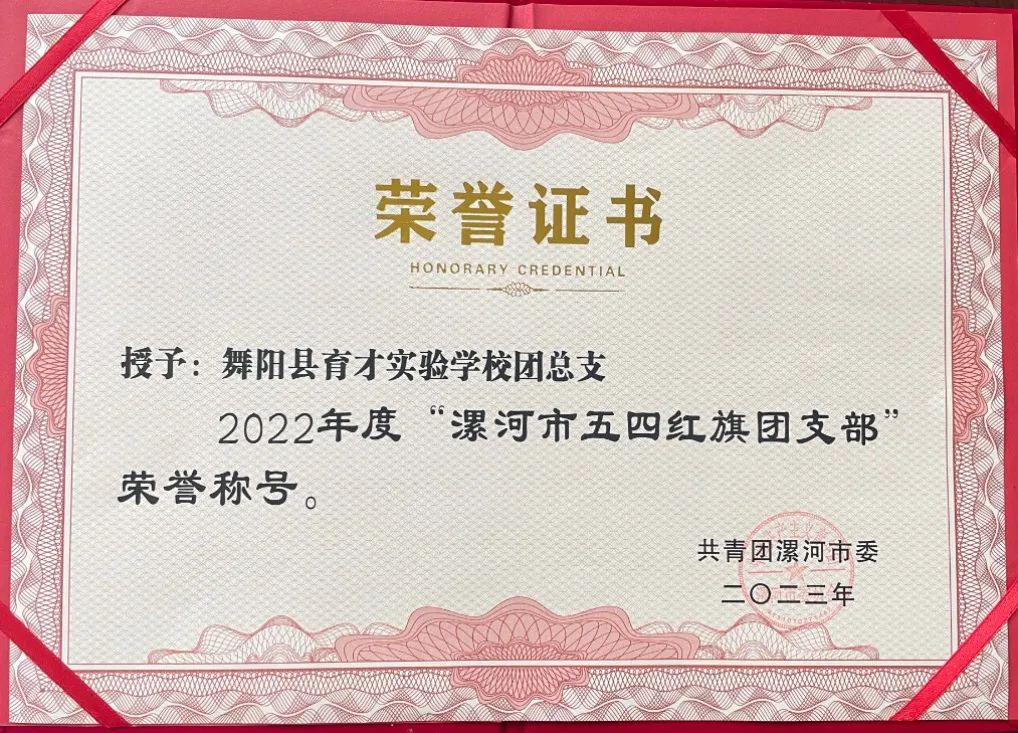 荣誉证书
HONORARY CREDENTIAL
授予：舞阳县育才实验学校团总支
2022年度“漯河市五四红旗团支部”
荣誉称号。
共青团漯河市委
二〇二三年